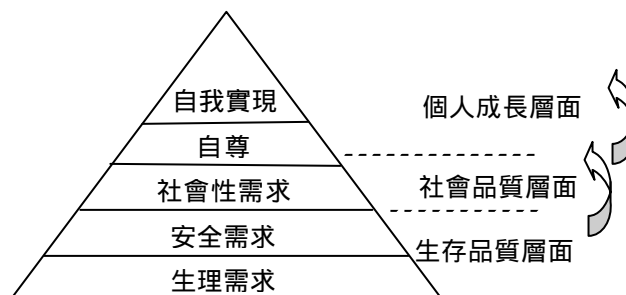 自我實現
個人成長層面
自尊
社會性需求
社會品質層面
安全需求
生存品質層面
生理需求